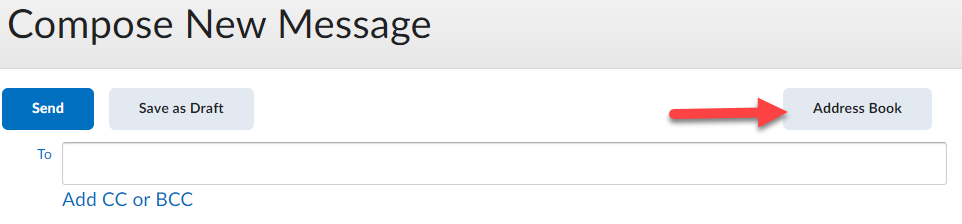 Compose New Message
Send Save as Draft Address Book
To
Add CC or BCC